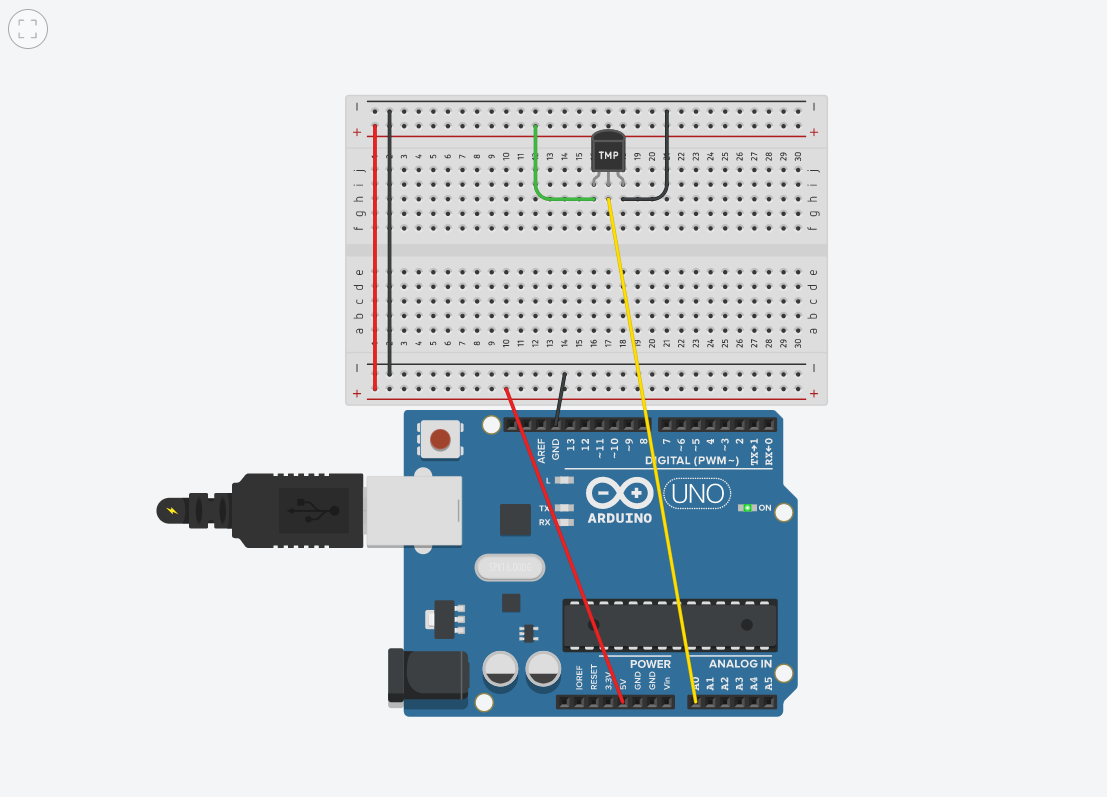 − −
+ +
1 2 3 4 5 6 7 8 9 10 11 12 13 14 15 17 19 20 21 22 23 24 25 26 27 28 29 30
TMP
j j
i i
h h
g g
f f
e e
d d
c c
b b
a a
1 2 3 4 5 6 7 8 9 10 11 12 13 14 15 16 17 18 19 20 21 22 23 24 25 26 27 28 29 30
− −
+ +
AREF GND 13 12 ~11 ~10 ~9 8 7 ~6 ~5 4 ~3 2 TX→1 RX←0
DIGITAL (PWM~)
L
TX
RX
ARDUINO
UNO
ON
POWER
ANALOG IN
IOREF RESET 3.3V 5V GND GND Vin A0 A1 A2 A3 A4 A5